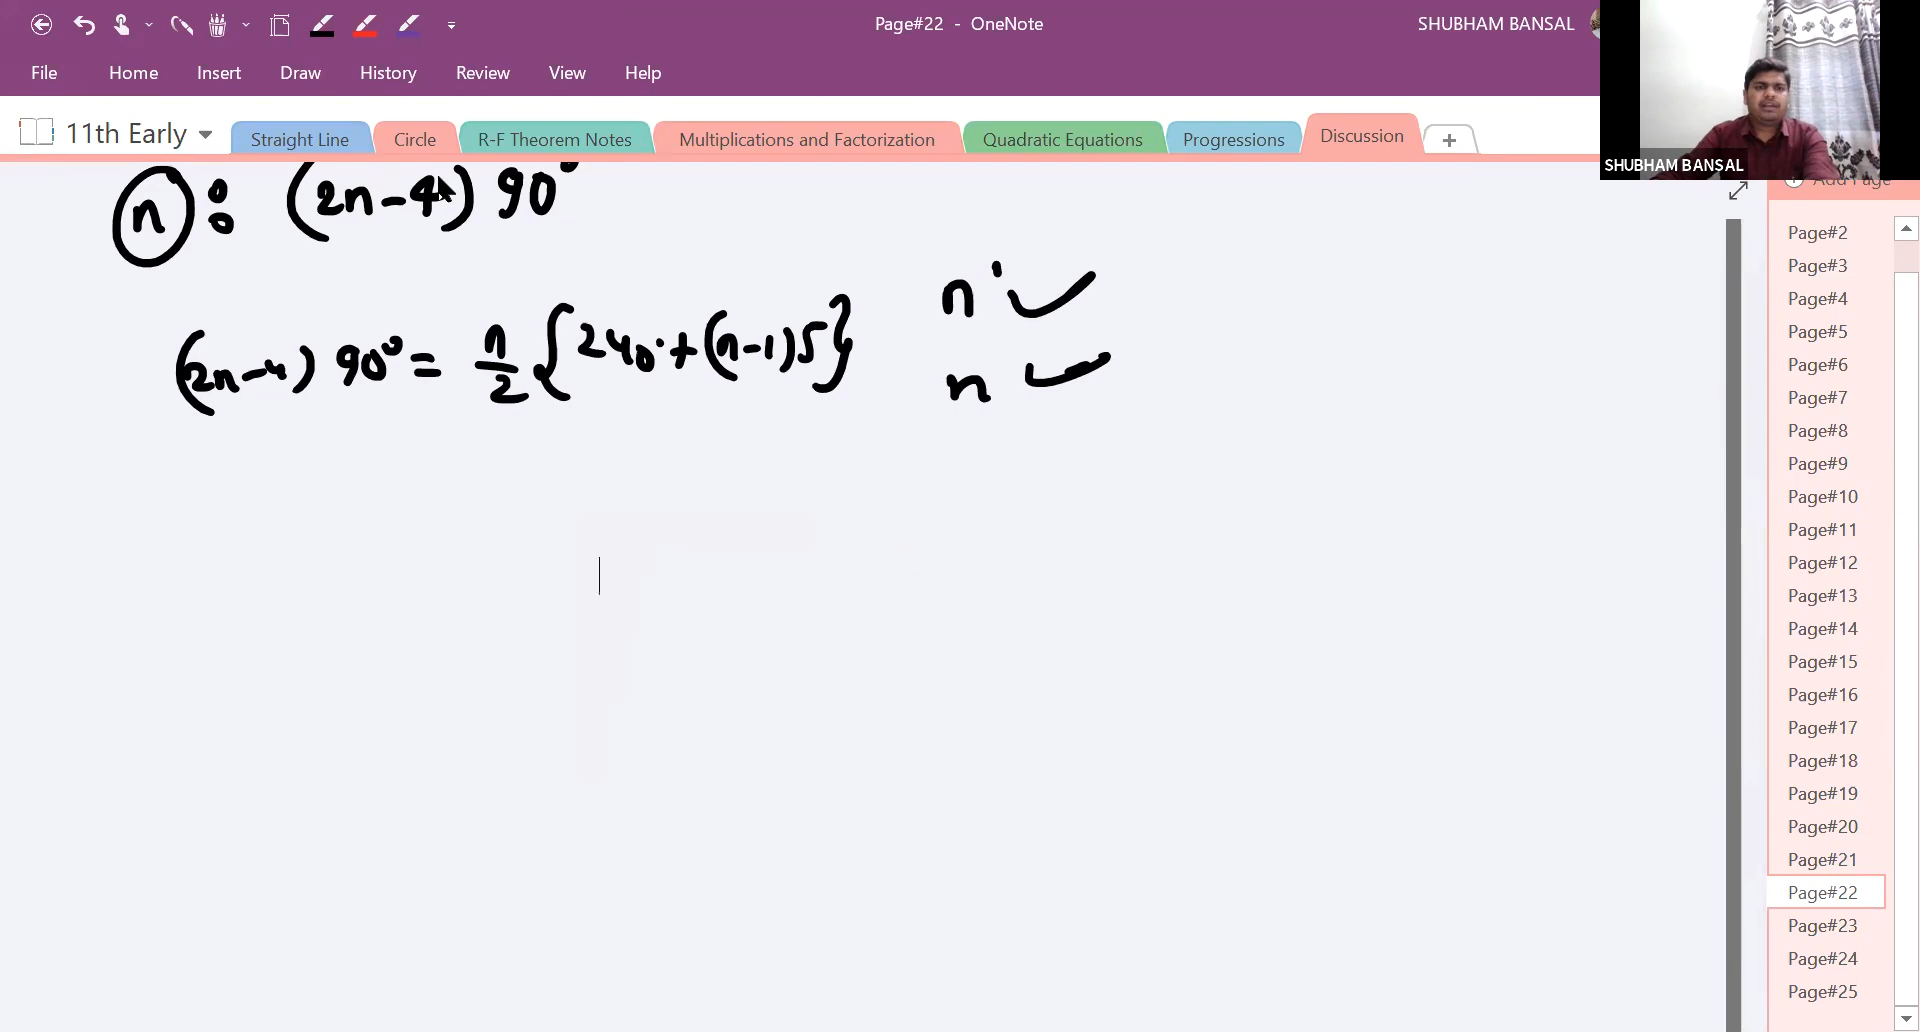 Page#22 - OneNote
SHUBHAM BANSAL
File Home Insert Draw History Review View Help
SHUBHAM BANSAL
11th Early
Straight Line
Circle
R-F Theorem Notes
Multiplications and Factorization
Quadratic Equations
Progressions
Discussion
+
n : (2n-4) 90°
(2n-4) 90° = n/2 {240° + (n-1)5}
n
n
Add Page
Page#2
Page#3
Page#4
Page#5
Page#6
Page#7
Page#8
Page#9
Page#10
Page#11
Page#12
Page#13
Page#14
Page#15
Page#16
Page#17
Page#18
Page#19
Page#20
Page#21
Page#22
Page#23
Page#24
Page#25